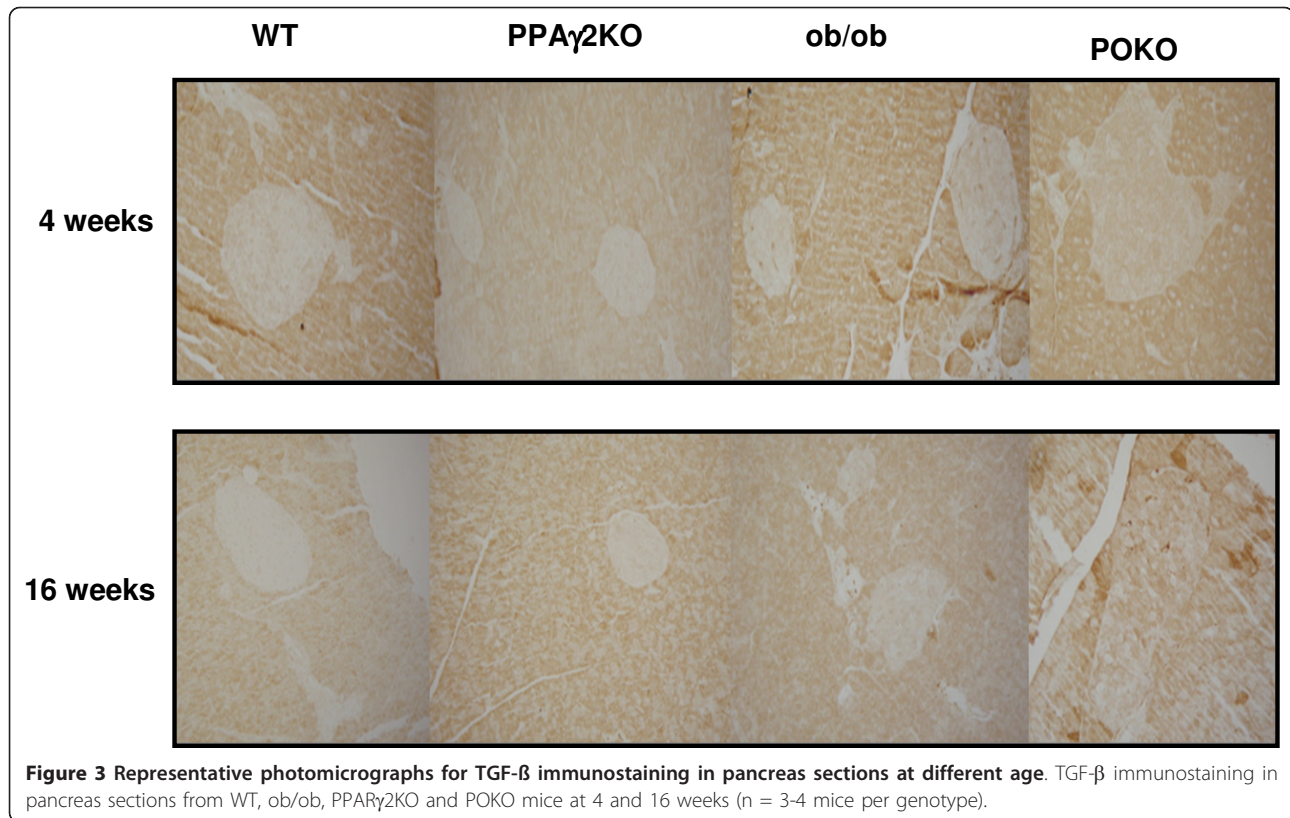 WT PPAγ2KO ob/ob POKO
4 weeks
16 weeks
Figure 3 Representative photomicrographs for TGF-ß immunostaining in pancreas sections at different age. TGF-β immunostaining in
pancreas sections from WT, ob/ob, PPARγ2KO and POKO mice at 4 and 16 weeks (n = 3-4 mice per genotype).